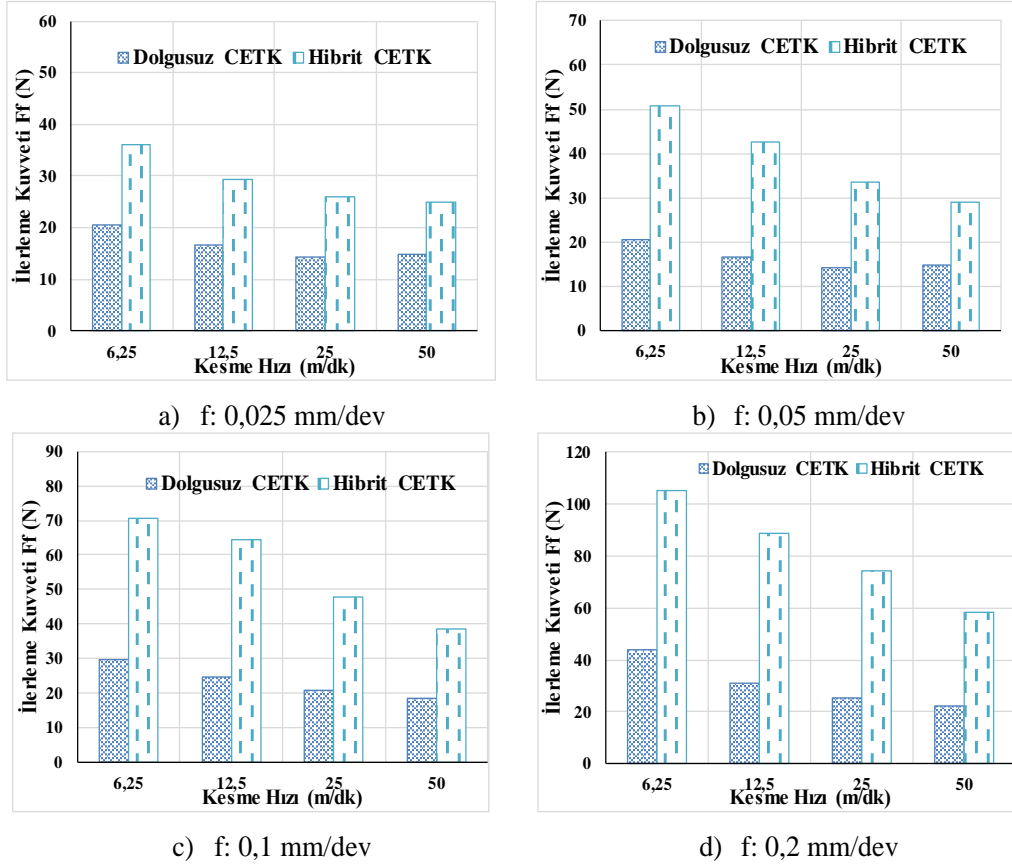 60
50
40
30
20
10
0
İlerleme Kuvveti Ff (N)
Dolgusuz CETK Hibrit CETK
6,25 12,5 25 50
Kesme Hızı (m/dk)
a) f: 0,025 mm/dev
70
60
50
40
30
20
10
0
İlerleme Kuvveti Ff (N)
Dolgusuz CETK Hibrit CETK
6,25 12,5 25 50
Kesme Hızı (m/dk)
b) f: 0,05 mm/dev
90
80
70
60
50
40
30
20
10
0
İlerleme Kuvveti Ff (N)
Dolgusuz CETK Hibrit CETK
6,25 12,5 25 50
Kesme Hızı (m/dk)
c) f: 0,1 mm/dev
120
100
80
60
40
20
0
İlerleme Kuvveti Ff (N)
Dolgusuz CETK Hibrit CETK
6,25 12,5 25 50
Kesme Hızı (m/dk)
d) f: 0,2 mm/dev